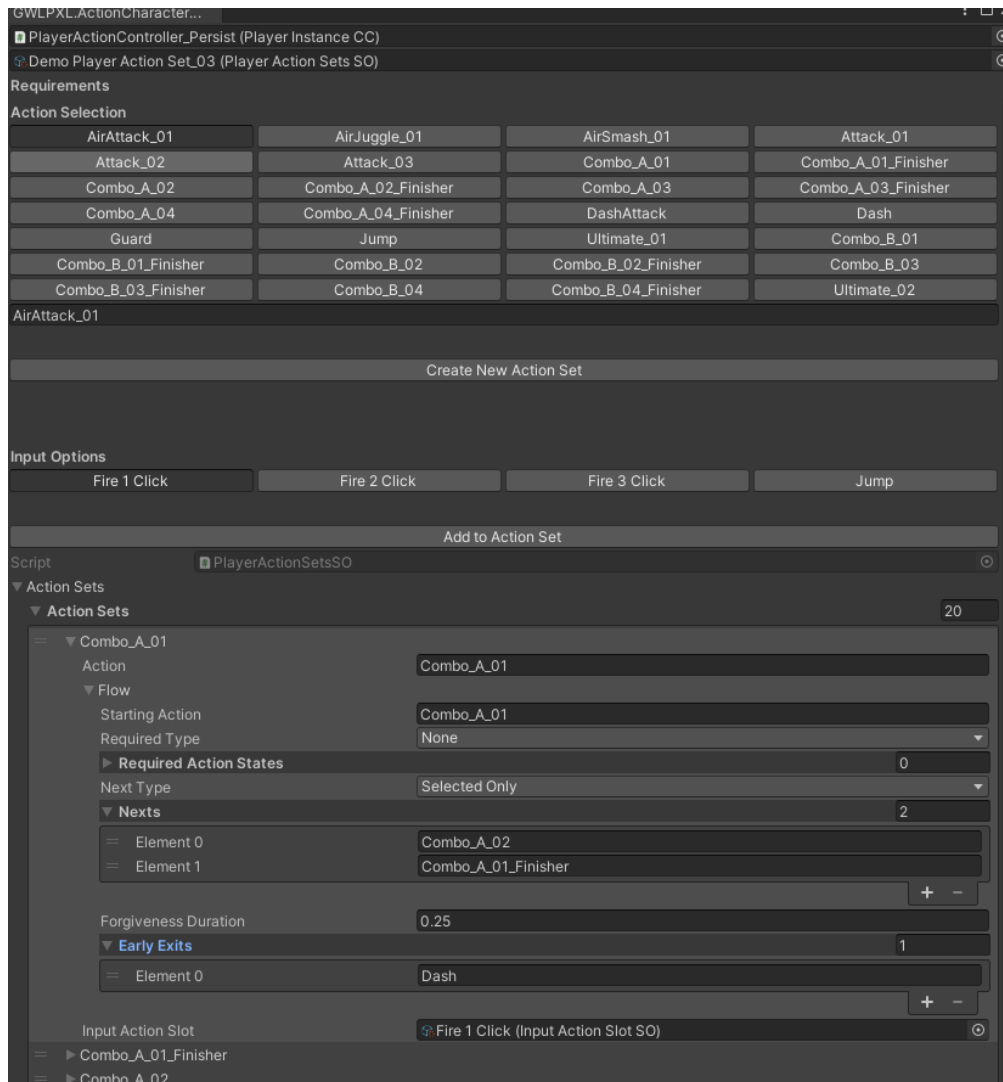 GWLPXL.ActionCharacter...
PlayerActionController_Persist (Player Instance CC)
Demo Player Action Set_03 (Player Action Sets SO)
Requirements
Action Selection
AirAttack_01 AirJuggle_01 AirSmash_01 Attack_01
Attack_02 Attack_03 Combo_A_01 Combo_A_01_Finisher
Combo_A_02 Combo_A_02_Finisher Combo_A_03 Combo_A_03_Finisher
Combo_A_04 Combo_A_04_Finisher DashAttack Dash
Guard Jump Ultimate_01 Combo_B_01
Combo_B_01_Finisher Combo_B_02 Combo_B_02_Finisher Combo_B_03
Combo_B_03_Finisher Combo_B_04 Combo_B_04_Finisher Ultimate_02
AirAttack_01
Create New Action Set
Input Options
Fire 1 Click Fire 2 Click Fire 3 Click Jump
Add to Action Set
Script PlayerActionSetsSO
Action Sets
Action Sets 20
Combo_A_01
Action Combo_A_01
Flow
Starting Action Combo_A_01
Required Type None
Required Action States 0
Next Type Selected Only
Nexts 2
Element 0 Combo_A_02
Element 1 Combo_A_01_Finisher
+ −
Forgiveness Duration 0.25
Early Exits 1
Element 0 Dash
+ −
Input Action Slot Fire 1 Click (Input Action Slot SO)
Combo_A_01_Finisher
Combo_A_02